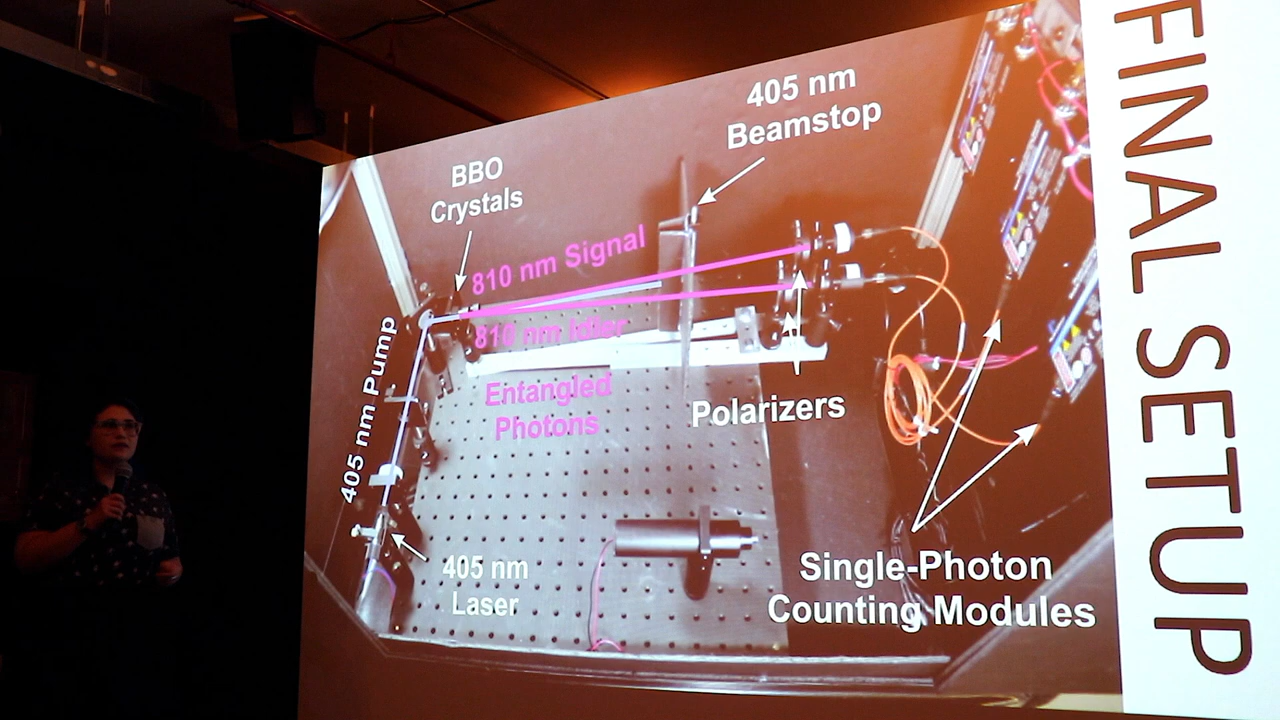 405 nm
Beamstop
BBO
Crystals
810 nm Signal
810 nm Idler
Entangled
Photons
405 nm Pump
Polarizers
405 nm
Laser
Single-Photon
Counting Modules
FINAL SETUP